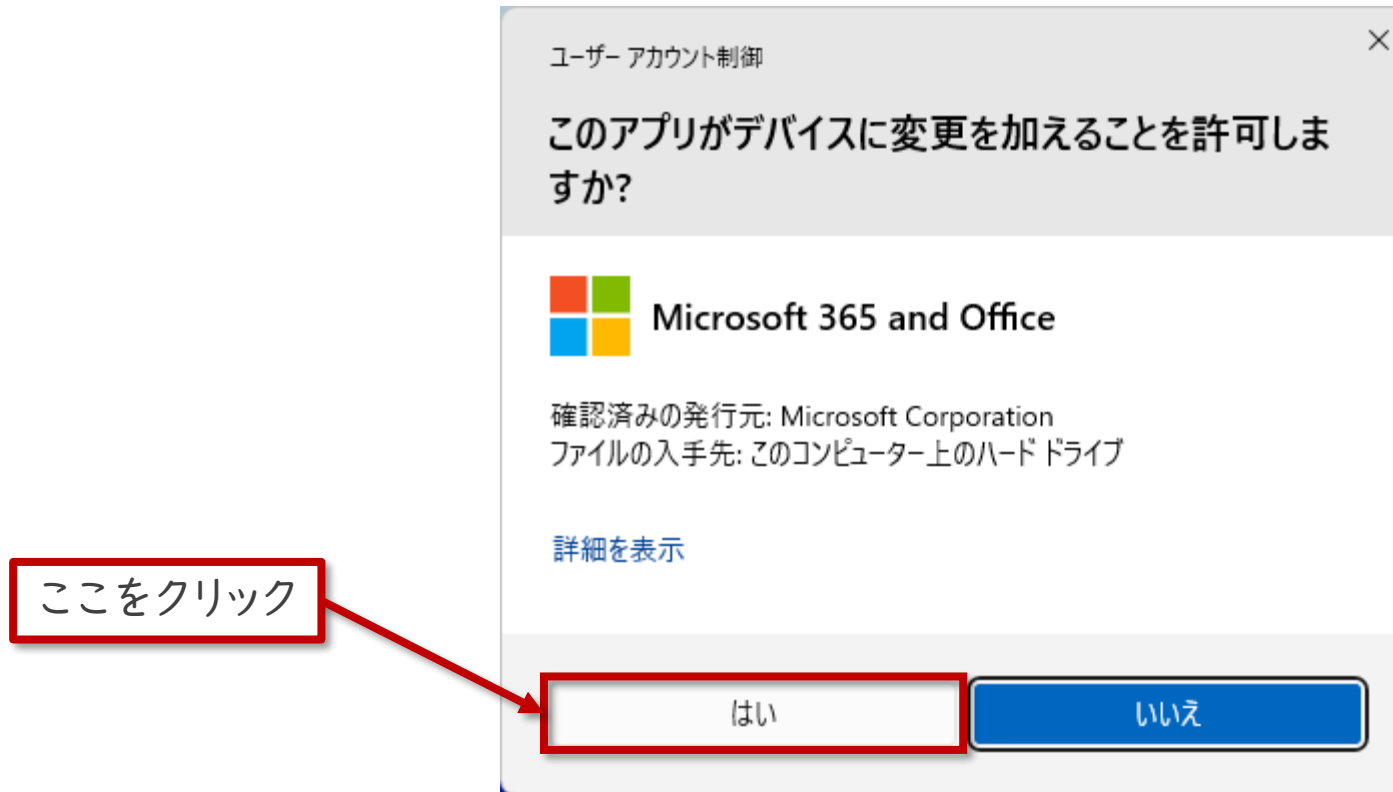 ユーザー アカウント制御
このアプリがデバイスに変更を加えることを許可しま
すか?
Microsoft 365 and Office
確認済みの発行元: Microsoft Corporation
ファイルの入手先: このコンピューター上のハード ドライブ
詳細を表示
ここをクリック
はい
いいえ